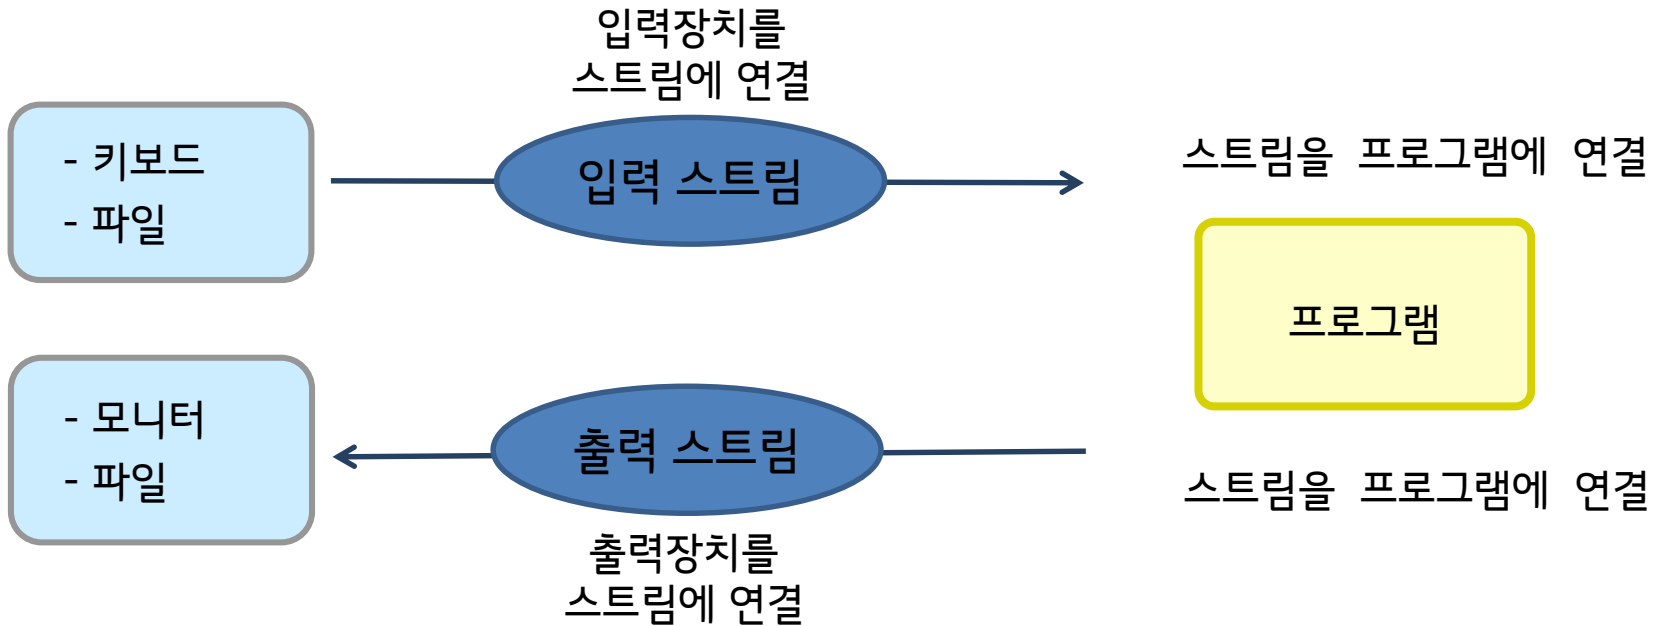 입력장치를
스트림에 연결
- 키보드
- 파일
입력 스트림
스트림을 프로그램에 연결
프로그램
- 모니터
- 파일
출력 스트림
스트림을 프로그램에 연결
출력장치를
스트림에 연결